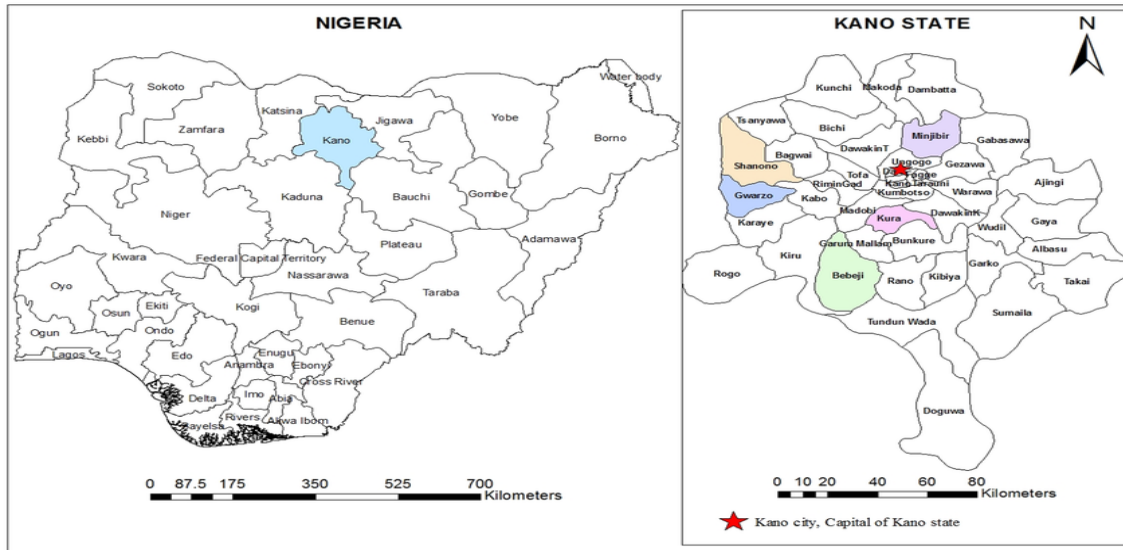 NIGERIA
Water body
Sokoto
Katsina
Yobe
Jigawa
Kebbi
Zamfara
Kano
Borno
Kaduna
Bauchi
Gombe
Niger
Adamawa
Plateau
Kwara
Federal Capital Territory
Nassarawa
Oyo
Taraba
Ekiti
Kogi
Osun
Benue
Ogun
Ondo
Lagos
Edo
Enugu
Anambra
Ebony
Cross River
Delta
Imo
Abia
Rivers
Akwa Ibom
Bayelsa
0 87.5 175 350 525 700
Kilometers
KANO STATE
N
Kunchi
Makoda
Dambatta
Tsanyawa
Bichi
Minjibir
Gabasawa
DawakinT
Bagwai
Shanono
Ungogo
Gezawa
Tofa
Fagge
RiminGad
Kano
Tarauni
Ajingi
Gwarzo
Kabo
Kumbotso
Warawa
Madobi
Kura
DawakinK
Karaye
Gaya
Wudil
Garum Mallam
Bunkure
Albasu
Kiru
Garko
Rogo
Bebeji
Rano
Kibiya
Takai
Sumaila
Tundun Wada
Doguwa
0 10 20 40 60 80
Kilometers
Kano city, Capital of Kano state